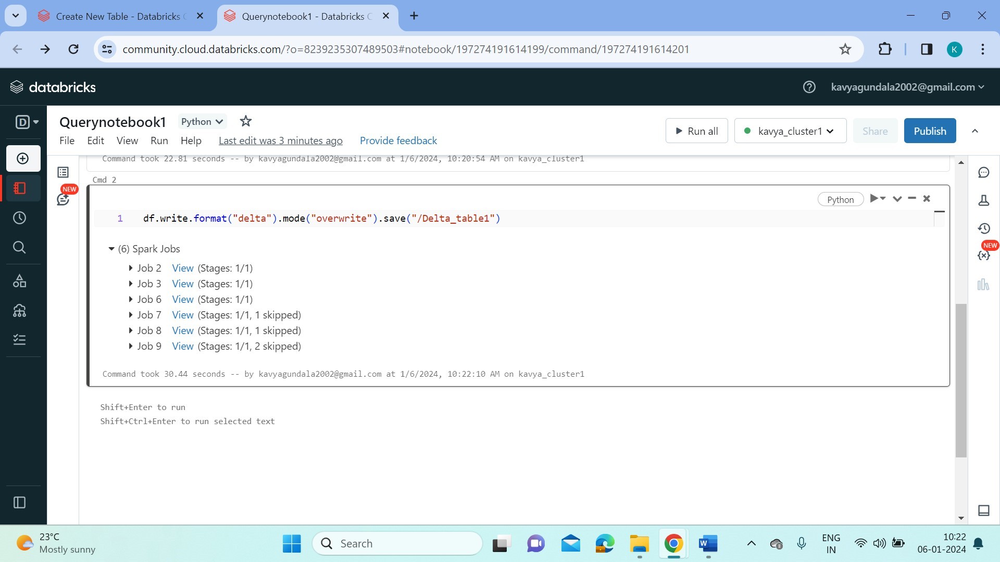 Create New Table - Databricks C
Querynotebook1 - Databricks C
community.cloud.databricks.com/?o=8239235307489503#notebook/197274191614199/command/197274191614201
K
databricks
kavyagundala2002@gmail.com
D
Querynotebook1
Python
Run all
kavya_cluster1
Share
Publish
File
Edit
View
Run
Help
Last edit was 3 minutes ago
Provide feedback
Command took 22.81 seconds -- by kavyagundala2002@gmail.com at 1/6/2024, 10:20:54 AM on kavya_cluster1
Cmd 2
NEW
Python
1 df.write.format("delta").mode("overwrite").save("/Delta_table1")
NEW
(6) Spark Jobs
Job 2 View (Stages: 1/1)
Job 3 View (Stages: 1/1)
Job 6 View (Stages: 1/1)
Job 7 View (Stages: 1/1, 1 skipped)
Job 8 View (Stages: 1/1, 1 skipped)
Job 9 View (Stages: 1/1, 2 skipped)
Command took 30.44 seconds -- by kavyagundala2002@gmail.com at 1/6/2024, 10:22:10 AM on kavya_cluster1
Shift+Enter to run
Shift+Ctrl+Enter to run selected text
23°C
Mostly sunny
Search
W
ENG
IN
10:22
06-01-2024